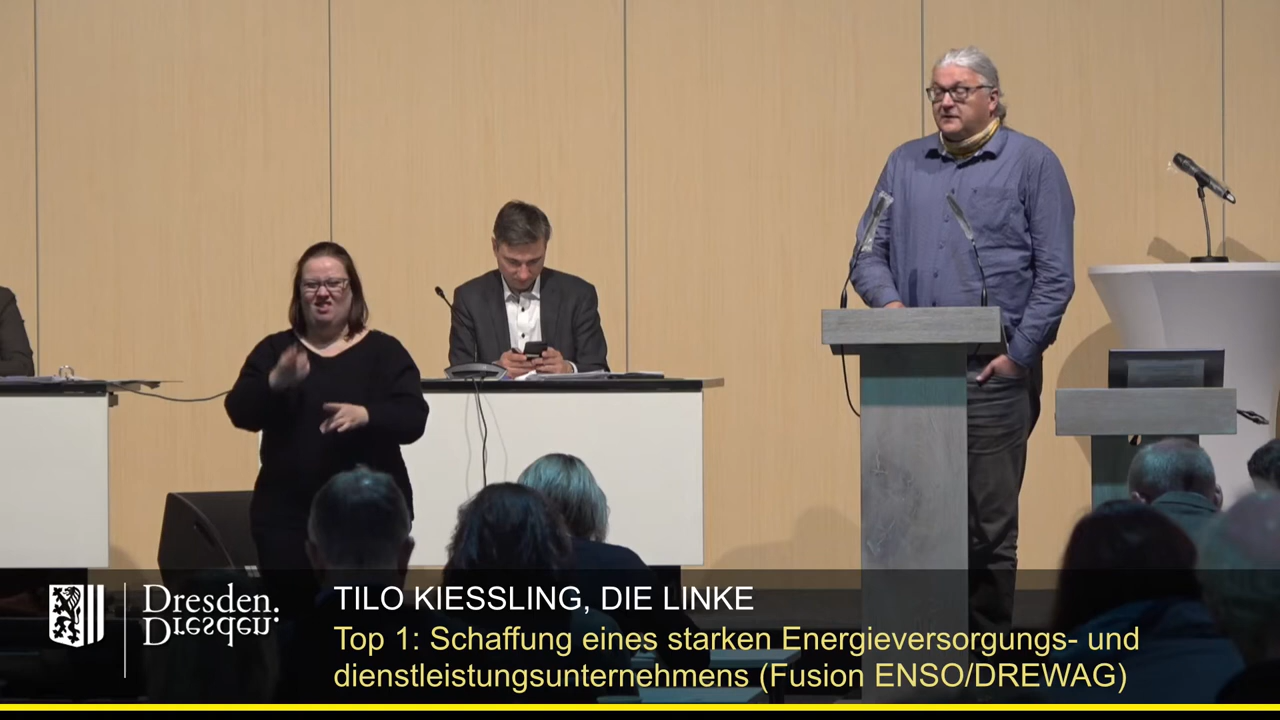 Dresden.
Dresden.
TILO KIESSLING, DIE LINKE
Top 1: Schaffung eines starken Energieversorgungs- und
dienstleistungsunternehmens (Fusion ENSO/DREWAG)